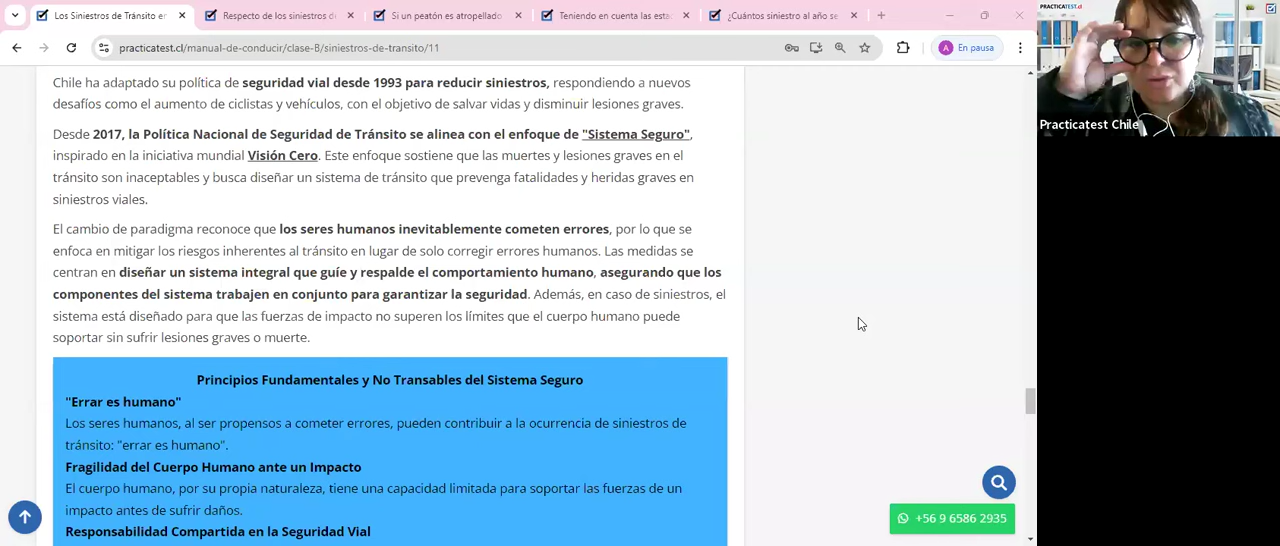 Los Siniestros de Tránsito en
Respecto de los siniestros d
Si un peatón es atropellado
Teniendo en cuenta las esta
¿Cuántos siniestro al año se
practicatest.cl/manual-de-conducir/clase-B/siniestros-de-transito/11
A En pausa
PRACTICATEST.cl
Practicatest Chile
Chile ha adaptado su política de seguridad vial desde 1993 para reducir siniestros, respondiendo a nuevos
desafíos como el aumento de ciclistas y vehículos, con el objetivo de salvar vidas y disminuir lesiones graves.
Desde 2017, la Política Nacional de Seguridad de Tránsito se alinea con el enfoque de "Sistema Seguro",
inspirado en la iniciativa mundial Visión Cero. Este enfoque sostiene que las muertes y lesiones graves en el
tránsito son inaceptables y busca diseñar un sistema de tránsito que prevenga fatalidades y heridas graves en
siniestros viales.
El cambio de paradigma reconoce que los seres humanos inevitablemente cometen errores, por lo que se
enfoca en mitigar los riesgos inherentes al tránsito en lugar de solo corregir errores humanos. Las medidas se
centran en diseñar un sistema integral que guíe y respalde el comportamiento humano, asegurando que los
componentes del sistema trabajen en conjunto para garantizar la seguridad. Además, en caso de siniestros, el
sistema está diseñado para que las fuerzas de impacto no superen los límites que el cuerpo humano puede
soportar sin sufrir lesiones graves o muerte.
Principios Fundamentales y No Transables del Sistema Seguro
"Errar es humano"
Los seres humanos, al ser propensos a cometer errores, pueden contribuir a la ocurrencia de siniestros de
tránsito: "errar es humano".
Fragilidad del Cuerpo Humano ante un Impacto
El cuerpo humano, por su propia naturaleza, tiene una capacidad limitada para soportar las fuerzas de un
impacto antes de sufrir daños.
Responsabilidad Compartida en la Seguridad Vial
+56 9 6586 2935